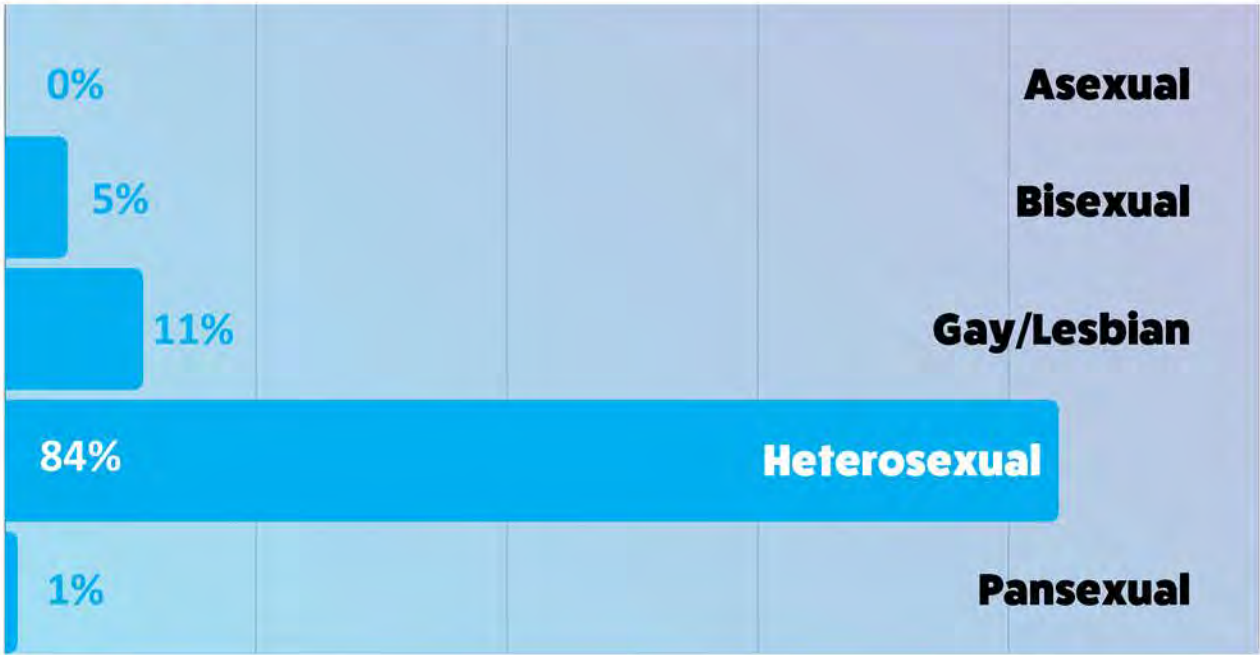 0% Asexual
5% Bisexual
11% Gay/Lesbian
84% Heterosexual
1% Pansexual